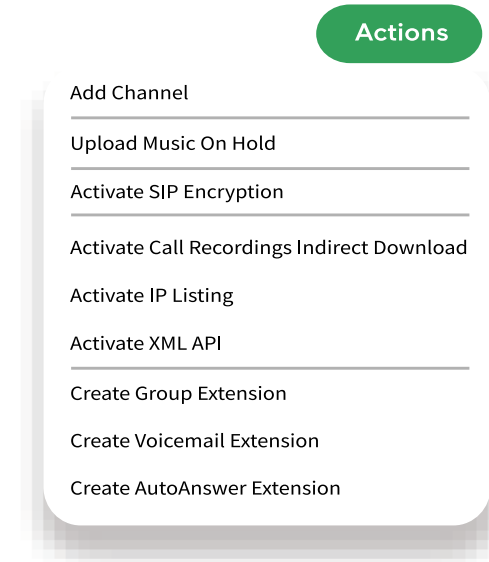 Actions
Add Channel
Upload Music On Hold
Activate SIP Encryption
Activate Call Recordings Indirect Download
Activate IP Listing
Activate XML API
Create Group Extension
Create Voicemail Extension
Create AutoAnswer Extension